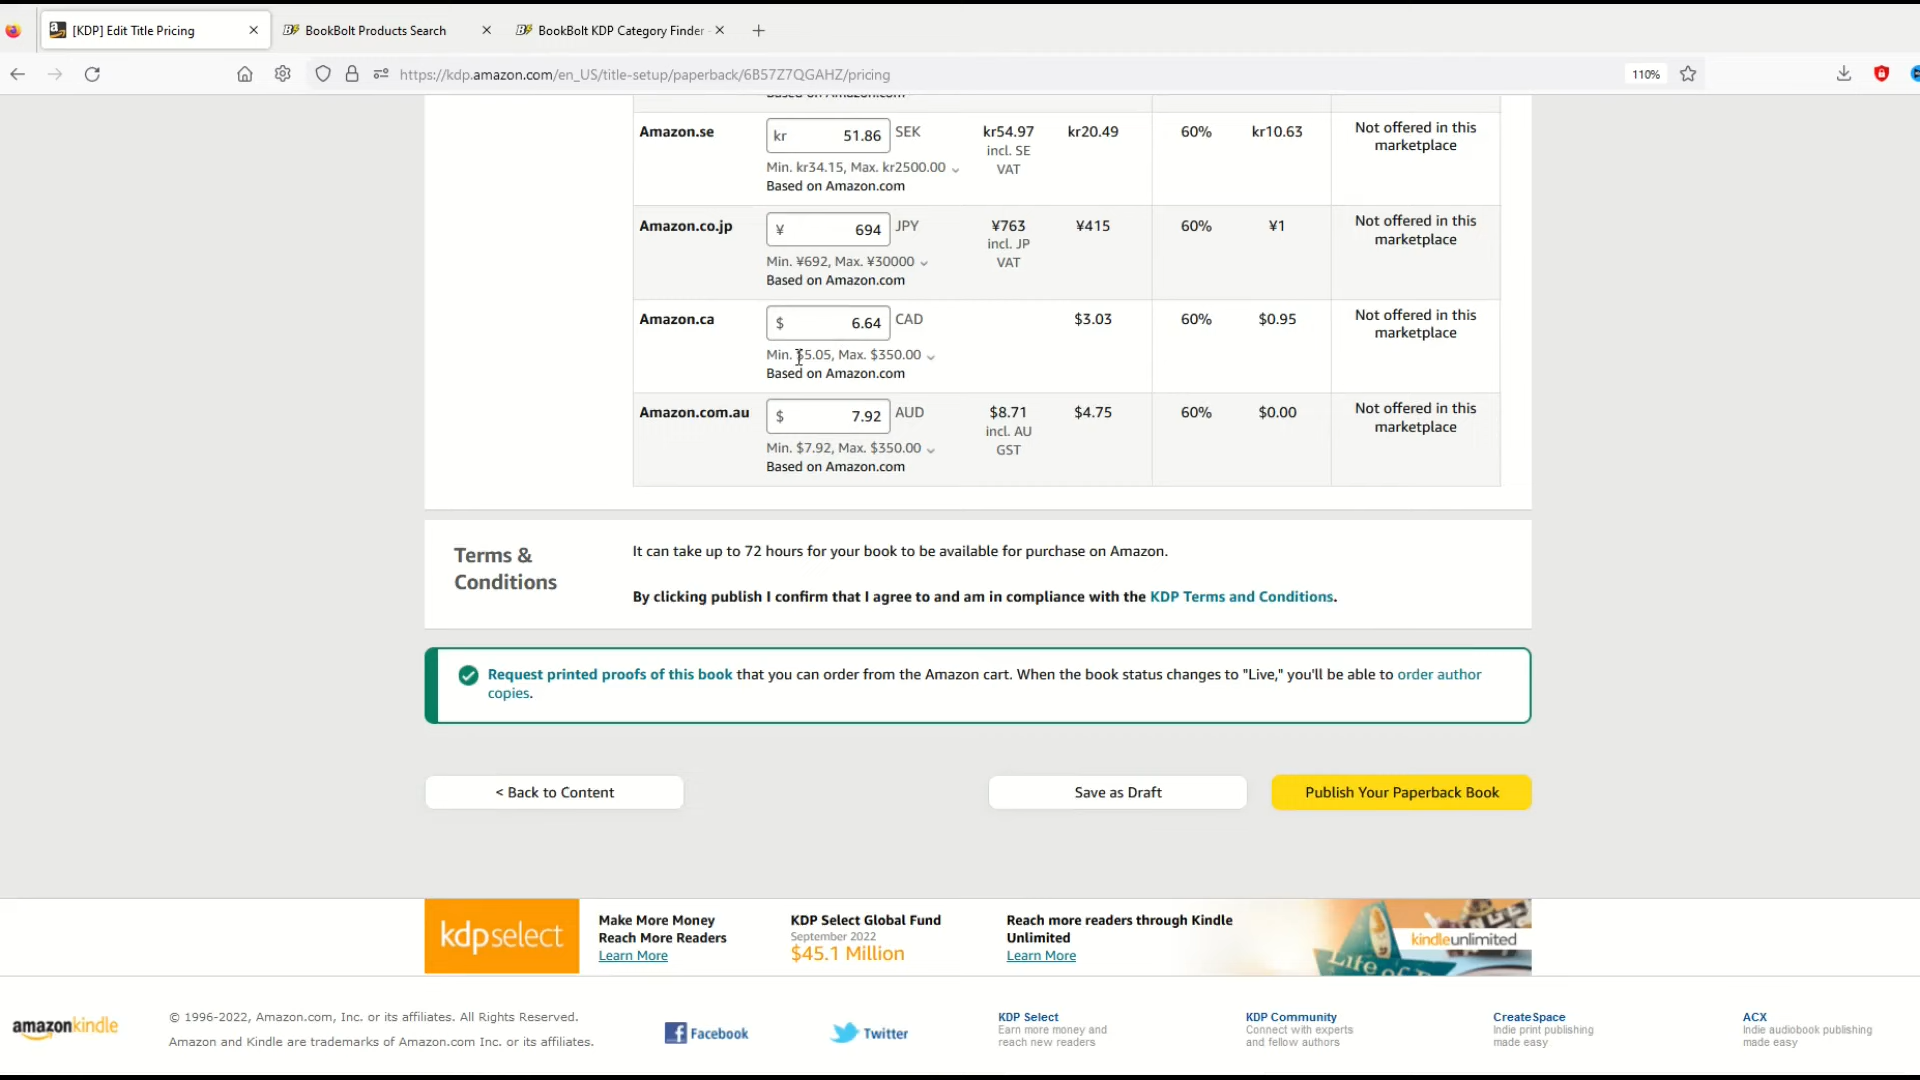 [KDP] Edit Title Pricing
BookBolt Products Search
BookBolt KDP Category Finder -
https://kdp.amazon.com/en_US/title-setup/paperback/6B57Z7QGAHZ/pricing
110%
Based on Amazon.com
Amazon.se
kr 51.86 SEK
kr54.97 incl. SE VAT
kr20.49
60%
kr10.63
Not offered in this marketplace
Min. kr34.15, Max. kr2500.00
Based on Amazon.com
Amazon.co.jp
¥ 694 JPY
¥763 incl. JP VAT
¥415
60%
¥1
Not offered in this marketplace
Min. ¥692, Max. ¥30000
Based on Amazon.com
Amazon.ca
$ 6.64 CAD
$3.03
60%
$0.95
Not offered in this marketplace
Min. $5.05, Max. $350.00
Based on Amazon.com
Amazon.com.au
$ 7.92 AUD
$8.71 incl. AU GST
$4.75
60%
$0.00
Not offered in this marketplace
Min. $7.92, Max. $350.00
Based on Amazon.com
Terms & Conditions
It can take up to 72 hours for your book to be available for purchase on Amazon.
By clicking publish I confirm that I agree to and am in compliance with the KDP Terms and Conditions.
Request printed proofs of this book that you can order from the Amazon cart. When the book status changes to "Live," you'll be able to order author
copies.
< Back to Content
Save as Draft
Publish Your Paperback Book
kdpselect
Make More Money
Reach More Readers
Learn More
KDP Select Global Fund
September 2022
$45.1 Million
Reach more readers through Kindle
Unlimited
Learn More
kindleunlimited
Life of
amazonkindle
© 1996-2022, Amazon.com, Inc. or its affiliates. All Rights Reserved.
Amazon and Kindle are trademarks of Amazon.com Inc. or its affiliates.
Facebook
Twitter
KDP Select
Earn more money and
reach new readers
KDP Community
Connect with experts
and fellow authors
CreateSpace
Indie print publishing
made easy
ACX
Indie audiobook publishing
made easy